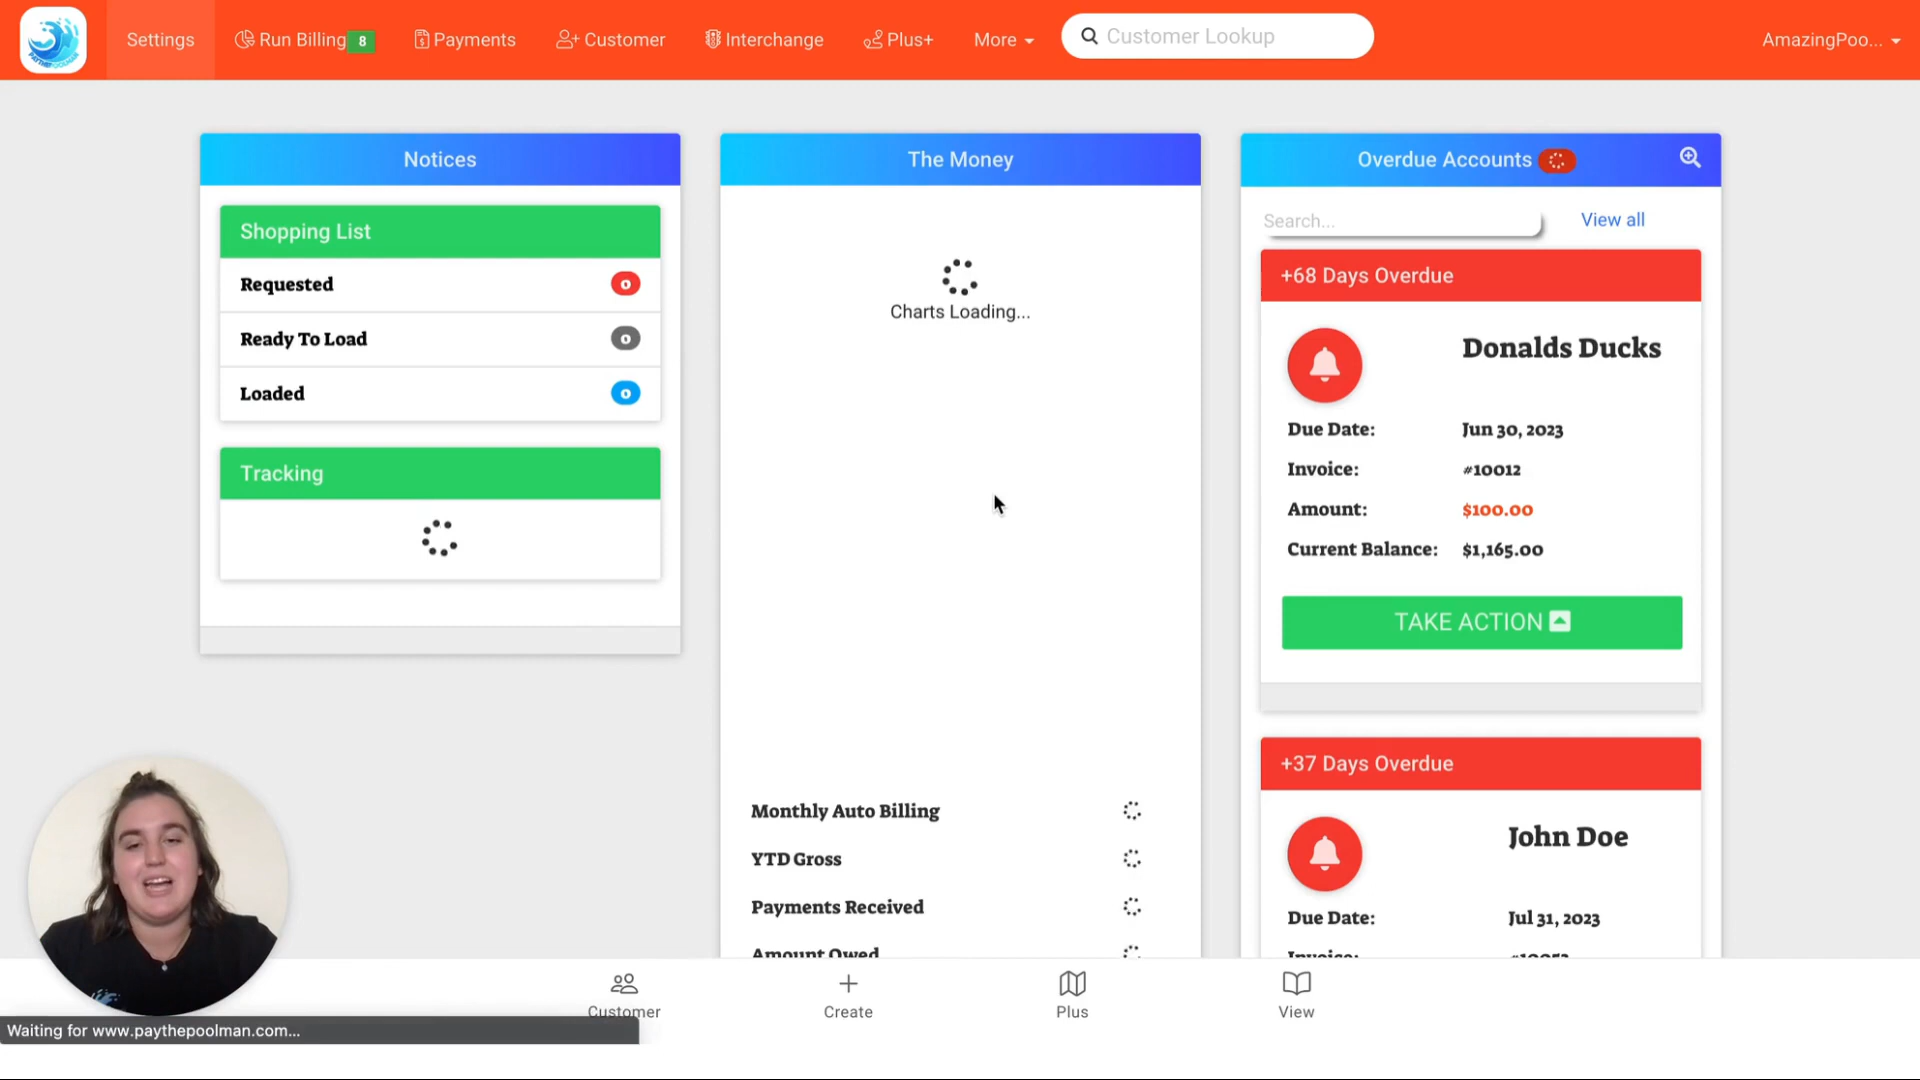 Settings
Run Billing 8
Payments
Customer
Interchange
Plus+
More
Customer Lookup
AmazingPoo...
Notices
Shopping List
Requested 0
Ready To Load 0
Loaded 0
Tracking
The Money
Charts Loading...
Monthly Auto Billing
YTD Gross
Payments Received
Amount Owed
Overdue Accounts
Search...
View all
+68 Days Overdue
Donalds Ducks
Due Date: Jun 30, 2023
Invoice: #10012
Amount: $100.00
Current Balance: $1,165.00
TAKE ACTION
+37 Days Overdue
John Doe
Due Date: Jul 31, 2023
Invoice: #10053
Customer
Create
Plus
View
Waiting for www.paythepoolman.com...